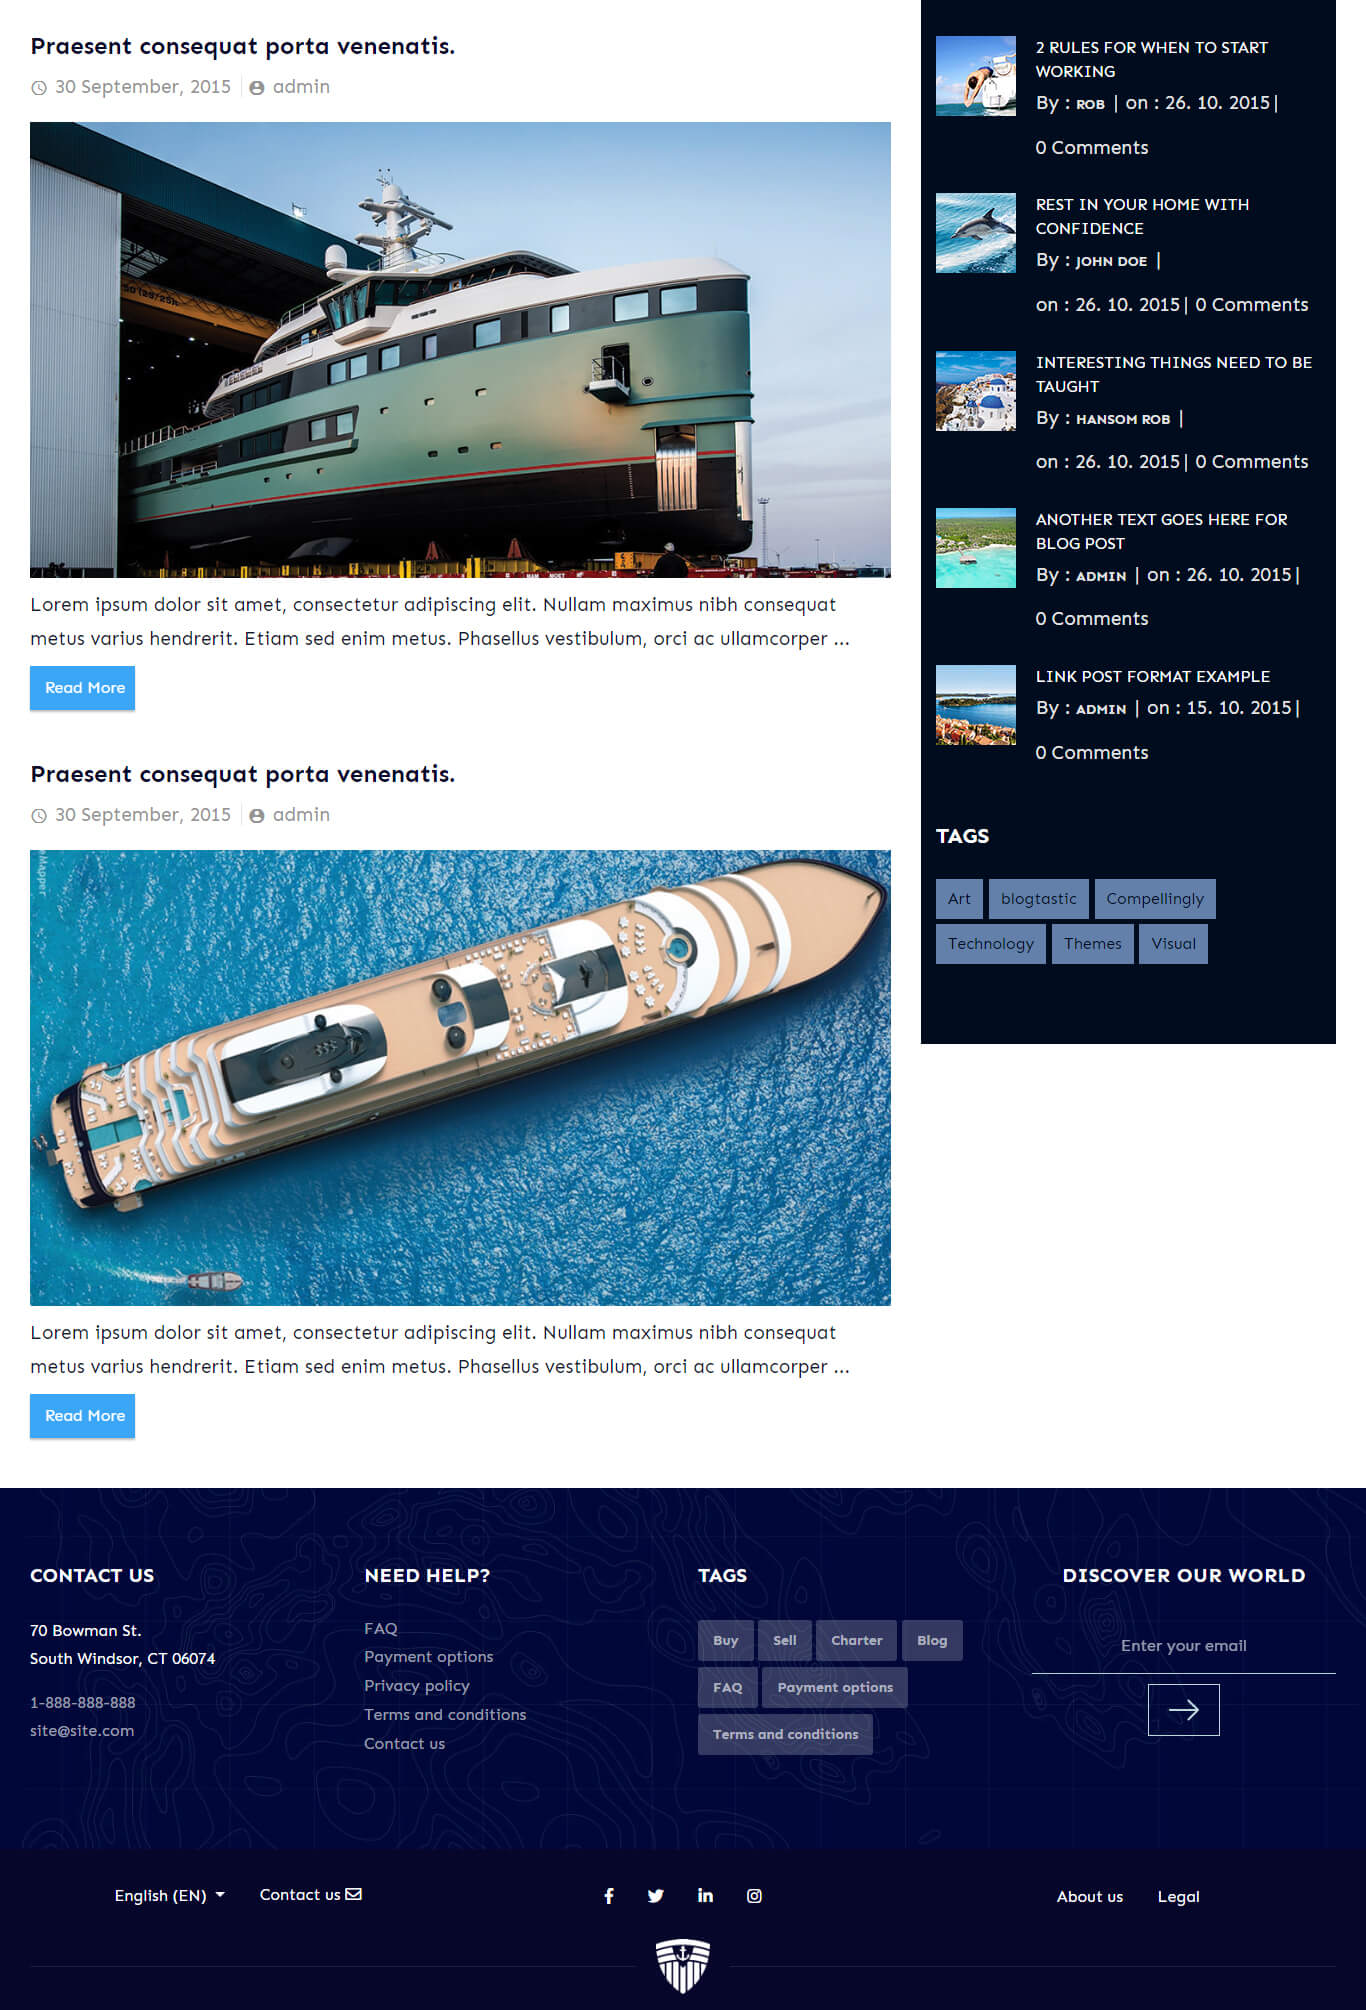 Praesent consequat porta venenatis.
30 September, 2015 admin
Lorem ipsum dolor sit amet, consectetur adipiscing elit. Nullam maximus nibh consequat
metus varius hendrerit. Etiam sed enim metus. Phasellus vestibulum, orci ac ullamcorper ...
Read More
Praesent consequat porta venenatis.
30 September, 2015 admin
Lorem ipsum dolor sit amet, consectetur adipiscing elit. Nullam maximus nibh consequat
metus varius hendrerit. Etiam sed enim metus. Phasellus vestibulum, orci ac ullamcorper ...
Read More
2 RULES FOR WHEN TO START
WORKING
By : ROB | on : 26. 10. 2015|
0 Comments
REST IN YOUR HOME WITH
CONFIDENCE
By : JOHN DOE |
on : 26. 10. 2015| 0 Comments
INTERESTING THINGS NEED TO BE
TAUGHT
By : HANSOM ROB |
on : 26. 10. 2015| 0 Comments
ANOTHER TEXT GOES HERE FOR
BLOG POST
By : ADMIN | on : 26. 10. 2015|
0 Comments
LINK POST FORMAT EXAMPLE
By : ADMIN | on : 15. 10. 2015|
0 Comments
TAGS
Art blogtastic Compellingly
Technology Themes Visual
CONTACT US
70 Bowman St.
South Windsor, CT 06074
1-888-888-888
site@site.com
NEED HELP?
FAQ
Payment options
Privacy policy
Terms and conditions
Contact us
TAGS
Buy Sell Charter Blog
FAQ Payment options
Terms and conditions
DISCOVER OUR WORLD
Enter your email
English (EN) Contact us
About us Legal